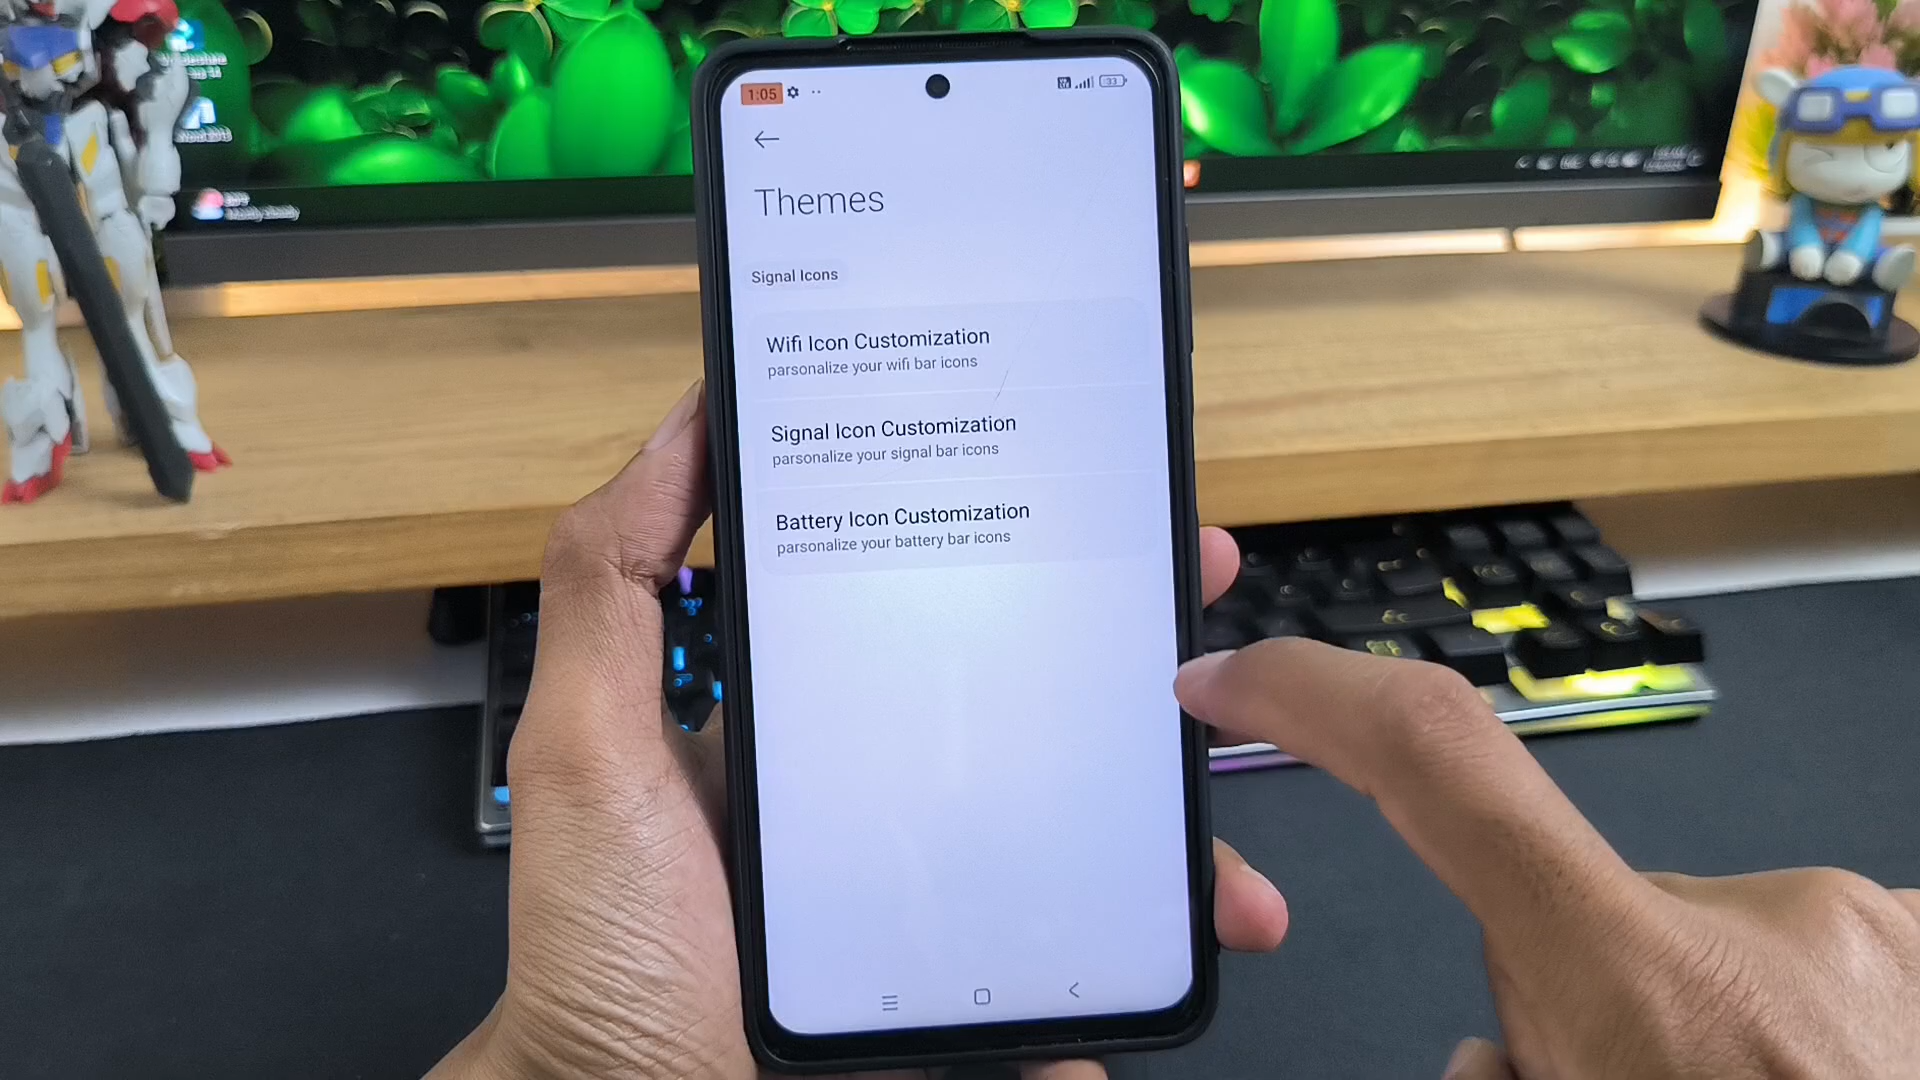 1:05
33
Themes
Signal Icons
Wifi Icon Customization
parsonalize your wifi bar icons
Signal Icon Customization
parsonalize your signal bar icons
Battery Icon Customization
parsonalize your battery bar icons